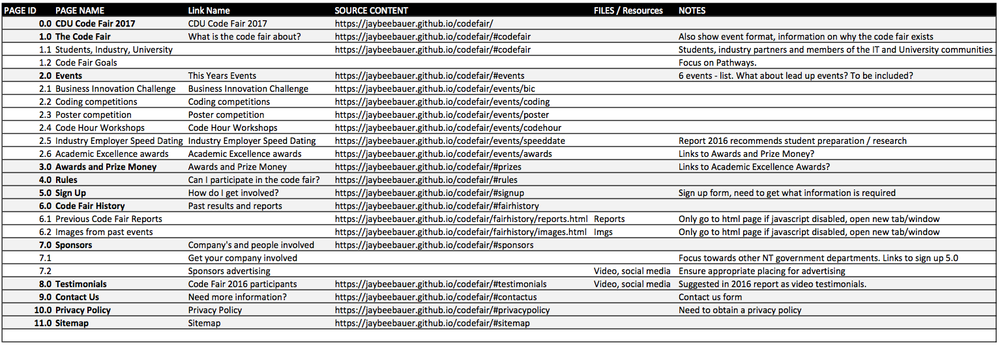 PAGE ID PAGE NAME Link Name SOURCE CONTENT FILES / Resources NOTES
0.0 CDU Code Fair 2017 CDU Code Fair 2017 https://jaybeebauer.github.io/codefair/
1.0 The Code Fair What is the code fair about? https://jaybeebauer.github.io/codefair/#codefair Also show event format, information on why the code fair exists
1.1 Students, Industry, University https://jaybeebauer.github.io/codefair/#codefair Students, industry partners and members of the IT and University communities
1.2 Code Fair Goals Focus on Pathways.
2.0 Events This Years Events https://jaybeebauer.github.io/codefair/#events 6 events - list. What about lead up events? To be included?
2.1 Business Innovation Challenge Business Innovation Challenge https://jaybeebauer.github.io/codefair/events/bic
2.2 Coding competitions Coding competitions https://jaybeebauer.github.io/codefair/events/coding
2.3 Poster competition Poster competition https://jaybeebauer.github.io/codefair/events/poster
2.4 Code Hour Workshops Code Hour Workshops https://jaybeebauer.github.io/codefair/events/codehour
2.5 Industry Employer Speed Dating Industry Employer Speed Dating https://jaybeebauer.github.io/codefair/events/speeddate Report 2016 recommends student preparation / research
2.6 Academic Excellence awards Academic Excellence awards https://jaybeebauer.github.io/codefair/events/awards Links to Awards and Prize Money?
3.0 Awards and Prize Money Awards and Prize Money https://jaybeebauer.github.io/codefair/#prizes Links to Academic Excellence Awards?
4.0 Rules Can I participate in the code fair? https://jaybeebauer.github.io/codefair/#rules
5.0 Sign Up How do I get involved? https://jaybeebauer.github.io/codefair/#signup Sign up form, need to get what information is required
6.0 Code Fair History Past results and reports https://jaybeebauer.github.io/codefair/#fairhistory
6.1 Previous Code Fair Reports https://jaybeebauer.github.io/codefair/fairhistory/reports.html Reports Only go to html page if javascript disabled, open new tab/window
6.2 Images from past events https://jaybeebauer.github.io/codefair/fairhistory/images.html Imgs Only go to html page if javascript disabled, open new tab/window
7.0 Sponsors Company's and people involved https://jaybeebauer.github.io/codefair/#sponsors
7.1 Get your company involved Focus towards other NT government departments. Links to sign up 5.0
7.2 Sponsors advertising Video, social media Ensure appropriate placing for advertising
8.0 Testimonials Code Fair 2016 participants https://jaybeebauer.github.io/codefair/#testimonials Video, social media Suggested in 2016 report as video testimonials.
9.0 Contact Us Need more information? https://jaybeebauer.github.io/codefair/#contactus Contact us form
10.0 Privacy Policy Privacy Policy https://jaybeebauer.github.io/codefair/#privacypolicy Need to obtain a privacy policy
11.0 Sitemap Sitemap https://jaybeebauer.github.io/codefair/#sitemap